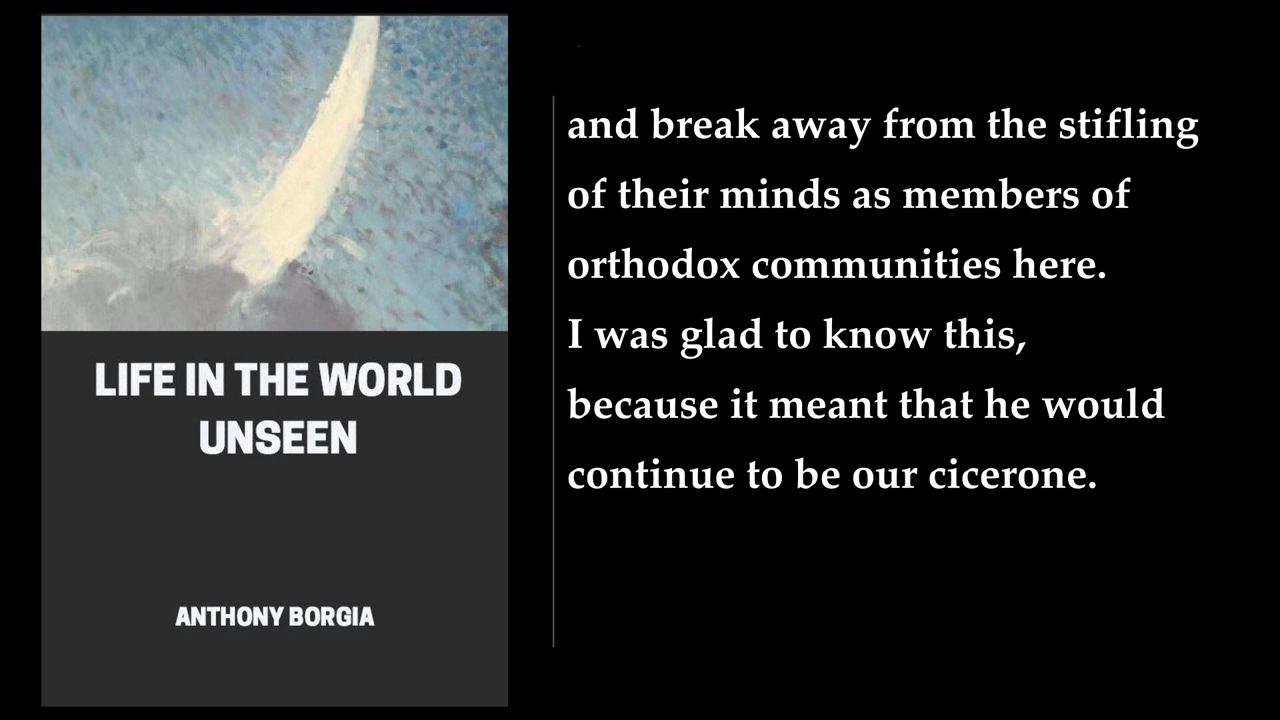 LIFE IN THE WORLD
UNSEEN
ANTHONY BORGIA
and break away from the stifling
of their minds as members of
orthodox communities here.
I was glad to know this,
because it meant that he would
continue to be our cicerone.